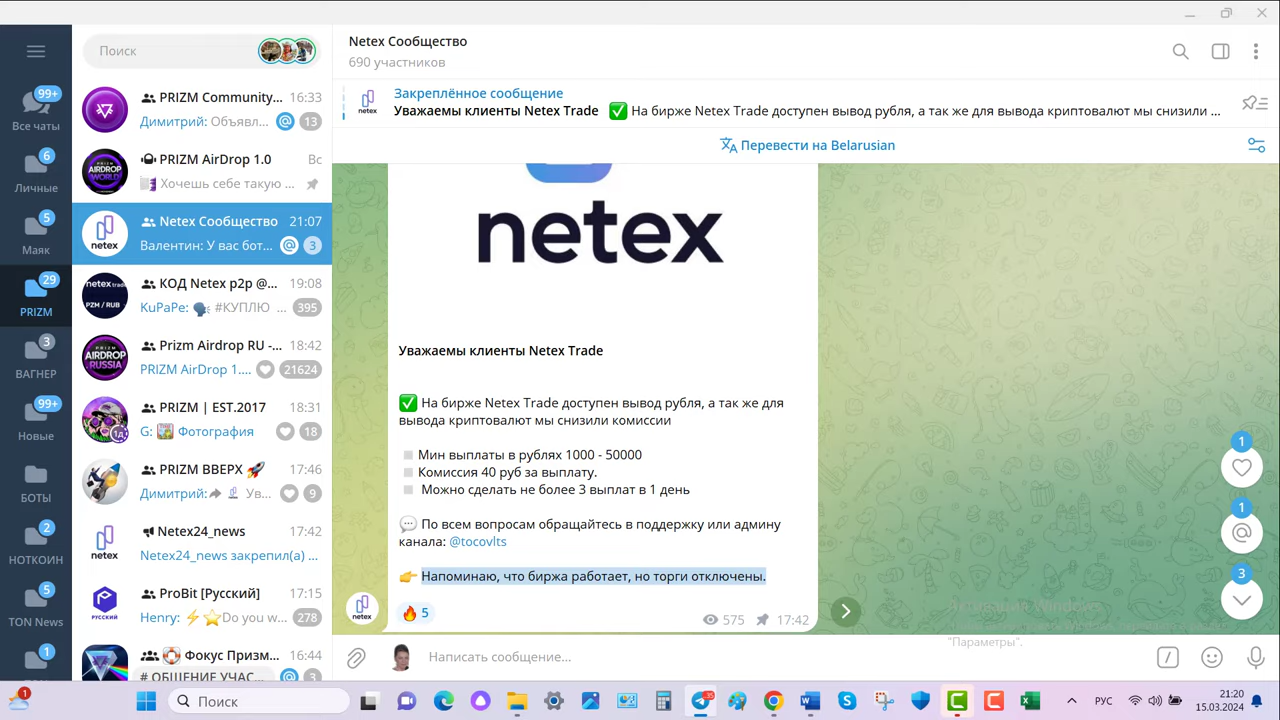 Поиск
99+
Все чаты
6
Личные
5
Маяк
29
PRIZM
3
ВАГНЕР
99+
Новые
БОТЫ
2
НОТКОИН
5
TON News
1
PRIZM Community... 16:33
Димитрий: Объявл... 13
PRIZM AirDrop 1.0 Вс
Хочешь себе такую ...
Netex Сообщество 21:07
Валентин: У вас бот... 3
КОД Netex p2p @... 19:08
KuPaPe: #КУПЛЮ ... 395
Prizm Airdrop RU -... 18:42
PRIZM AirDrop 1.... 21624
PRIZM | EST.2017 18:31
G: Фотография 18
PRIZM ВВЕРХ 🚀 17:46
Димитрий: Ув... 9
Netex24_news 17:42
Netex24_news закрепил(а) ...
ProBit [Русский] 17:15
Henry: ⚡⭐Do you w... 278
Фокус Призм... 16:44
# ОБЩЕНИЕ УЧАС... 3
Netex Сообщество
690 участников
Закреплённое сообщение
Уважаемы клиенты Netex Trade ✅ На бирже Netex Trade доступен вывод рубля, а так же для вывода криптовалют мы снизили ...
Перевести на Belarusian
netex
Уважаемы клиенты Netex Trade
✅ На бирже Netex Trade доступен вывод рубля, а так же для
вывода криптовалют мы снизили комиссии
Мин выплаты в рублях 1000 - 50000
Комиссия 40 руб за выплату.
Можно сделать не более 3 выплат в 1 день
💬 По всем вопросам обращайтесь в поддержку или админу
канала: @tocovlts
👉 Напоминаю, что биржа работает, но торги отключены.
🔥 5
575 17:42
1
1
3
Активация Windows
"Параметры".
Написать сообщение...
1
Поиск
35
РУС
21:20
15.03.2024